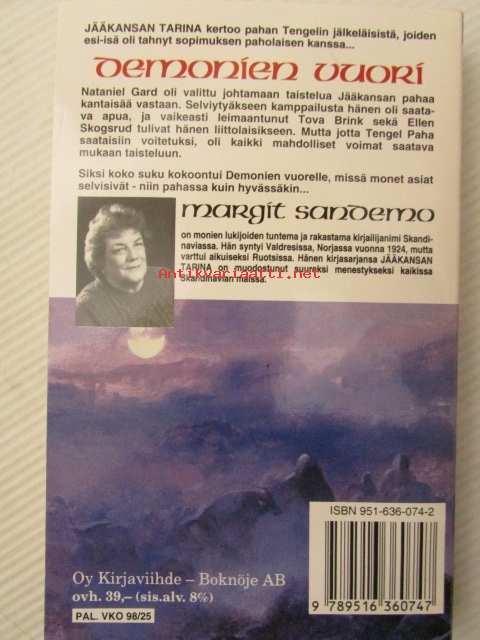 JÄÄKANSAN TARINA kertoo pahan Tengelin jälkeläisistä, joiden
esi-isä oli tahnyt sopimuksen paholaisen kanssa...
DEMONIEN VUORI
Nataniel Gard oli valittu johtamaan taistelua Jääkansan pahaa
kantaisää vastaan. Selviytyäkseen kamppailusta hänen oli saata-
va apua, ja vaikeasti leimaantunut Tova Brink sekä Ellen
Skogsrud tulivat hänen liittolaisikseen. Mutta jotta Tengel Paha
saataisiin voitetuksi, oli kaikki mahdolliset voimat saatava
mukaan taisteluun.
Siksi koko suku kokoontui Demonien vuorelle, missä monet asiat
selvisivät - niin pahassa kuin hyvässäkin...
MARGIT SANDEMO
on monien lukijoiden tuntema ja rakastama kirjailijanimi Skandi-
naviassa. Hän syntyi Valdresissa, Norjassa vuonna 1924, mutta
varttui aikuiseksi Ruotsissa. Hänen kirjasarjansa JÄÄKANSAN
TARINA on muodostunut suureksi menestykseksi kaikissa
Skandinavian maissa.
Antikvariaatti.net
ISBN 951-636-074-2
Oy Kirjaviihde – Boknöje AB
ovh. 39,– (sis.alv. 8%)
PAL. VKO 98/25
9 789516 360747